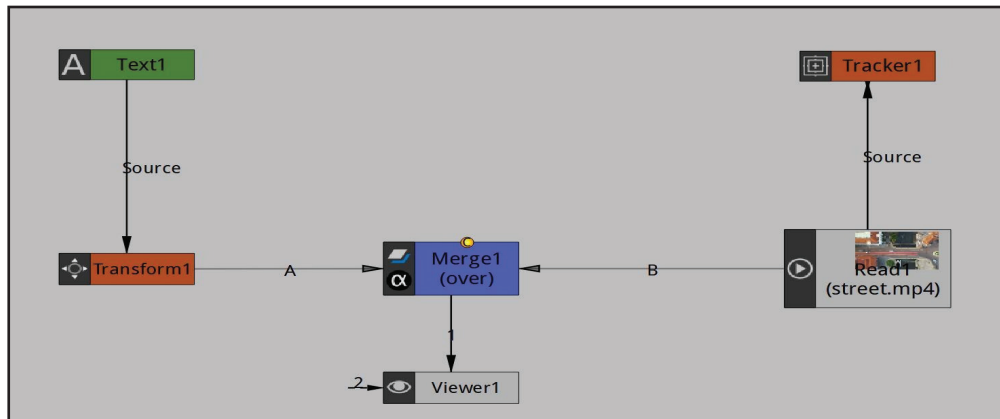 A Text1
Tracker1
Source
Source
Transform1
A
Merge1
(over)
α
B
Read1
(street.mp4)
1
2
Viewer1